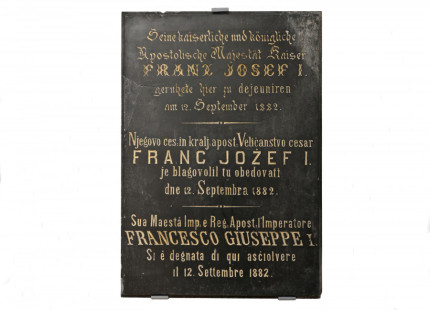 Seine kaiserliche und königliche
Apostolische Majestät Kaiser
FRANZ JOSEF I.
geruhete hier zu dejeuniren
am 12. September 1882.
Njegovo ces. in kralj. apost. Veličanstvo cesar
FRANC JOŽEF I.
je blagovolil tu obedovati
dne 12. Septembra 1882.
Sua Maestá Imp. e Reg. Apost. l'Imperatore
FRANCESCO GIUSEPPE I.
Si é degnata di qui asciolvere
il 12. Settembre 1882.